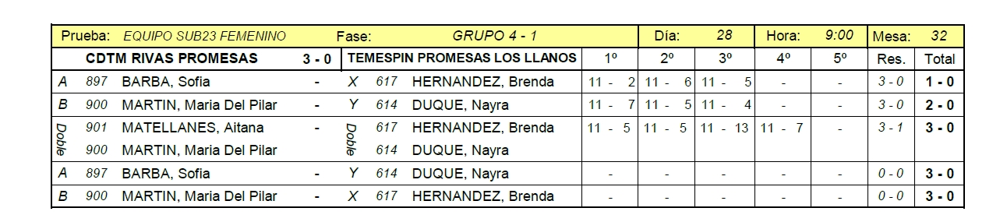 Prueba: EQUIPO SUB23 FEMENINO Fase: GRUPO 4 - 1 Día: 28 Hora: 9:00 Mesa: 32
CDTM RIVAS PROMESAS 3 - 0 TEMESPIN PROMESAS LOS LLANOS 1º 2º 3º 4º 5º Res. Total
A 897 BARBA, Sofia - X 617 HERNANDEZ, Brenda 11 - 2 11 - 6 11 - 5 - - 3 - 0 1 - 0
B 900 MARTIN, Maria Del Pilar - Y 614 DUQUE, Nayra 11 - 7 11 - 5 11 - 4 - - 3 - 0 2 - 0
Doble 901 MATELLANES, Aitana - Doble 617 HERNANDEZ, Brenda 11 - 5 11 - 5 11 - 13 11 - 7 - 3 - 1 3 - 0
900 MARTIN, Maria Del Pilar 614 DUQUE, Nayra
A 897 BARBA, Sofia - Y 614 DUQUE, Nayra - - - - - 0 - 0 3 - 0
B 900 MARTIN, Maria Del Pilar - X 617 HERNANDEZ, Brenda - - - - - 0 - 0 3 - 0